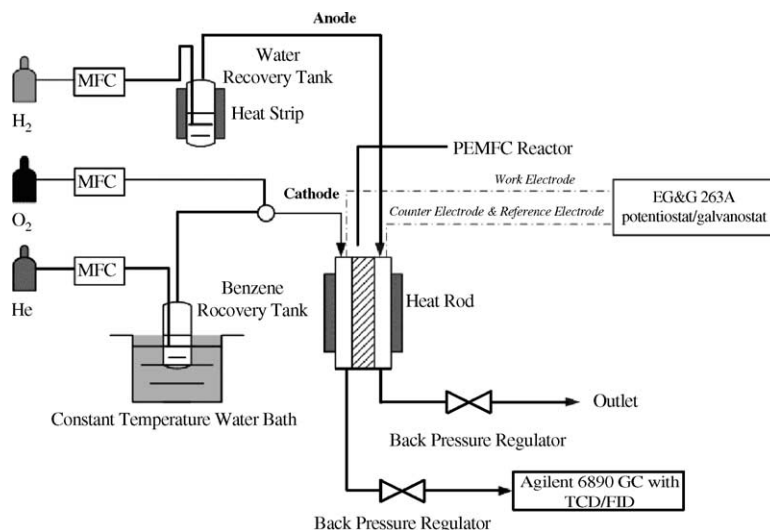 Anode
MFC
H2
Water
Recovery Tank
Heat Strip
PEMFC Reactor
MFC
O2
Cathode
Work Electrode
Counter Electrode & Reference Electrode
EG&G 263A
potentiostat/galvanostat
MFC
He
Benzene
Rocovery Tank
Heat Rod
Constant Temperature Water Bath
Outlet
Back Pressure Regulator
Agilent 6890 GC with
TCD/FID
Back Pressure Regulator